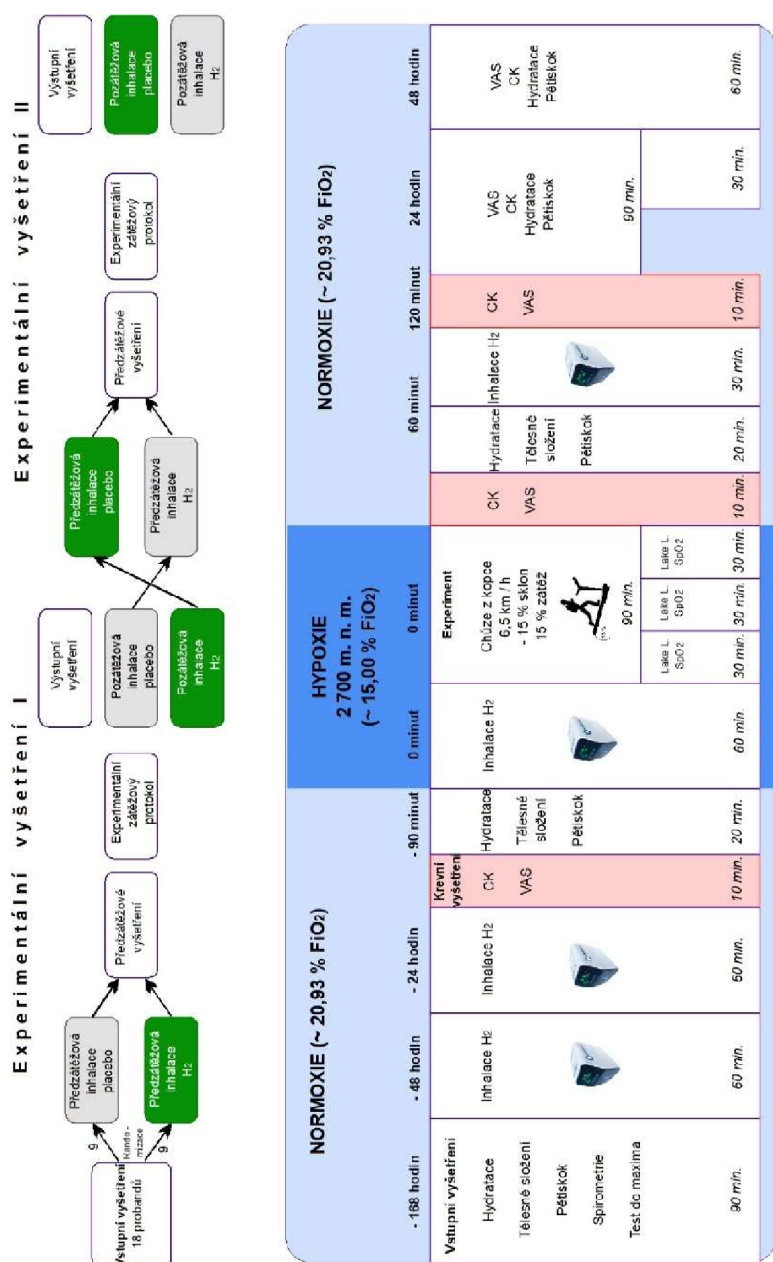 Experimentální vyšetření I
Experimentální vyšetření II
Vstupní vyšetření
18 probandů
9
Rando -
mizace
9
Předzátěžová
inhalace
placebo
Předzátěžová
inhalace
H2
Předzátěžové
vyšetření
Experimentální
zátěžový
protokol
Výstupní
vyšetření
Pozátěžová
inhalace
placebo
Pozátěžová
inhalace
H2
Předzátěžová
inhalace
placebo
Předzátěžová
inhalace
H2
Předzátěžové
vyšetření
Experimentální
zátěžový
protokol
Výstupní
vyšetření
Pozátěžová
inhalace
placebo
Pozátěžová
inhalace
H2
NORMOXIE (~ 20,93 % FiO2)
HYPOXIE
2 700 m. n. m.
(~ 15,00 % FiO2)
NORMOXIE (~ 20,93 % FiO2)
- 168 hodin
- 48 hodin
- 24 hodin
- 90 minut
0 minut
0 minut
60 minut
120 minut
24 hodin
48 hodin
Vstupní vyšetření
Hydratace
Tělesné složení
Pětiskok
Spirometrie
Test do maxima
90 min.
Inhalace H2
60 min.
Inhalace H2
60 min.
Krevní
vyšetření
CK
VAS
10 min.
Hydratace
Tělesné
složení
Pětiskok
20 min.
Inhalace H2
60 min.
Experiment
Chůze z kopce
6,5 km / h
- 15 % sklon
15 % zátěž
90 min.
Lake L.
SpO2
30 min.
Lake L.
SpO2
30 min.
Lake L.
SpO2
30 min.
CK
VAS
10 min.
Hydratace
Tělesné
složení
Pětiskok
20 min.
Inhalace H2
30 min.
CK
VAS
10 min.
VAS
CK
Hydratace
Pětiskok
90 min.
30 min.
VAS
CK
Hydratace
Pětiskok
60 min.